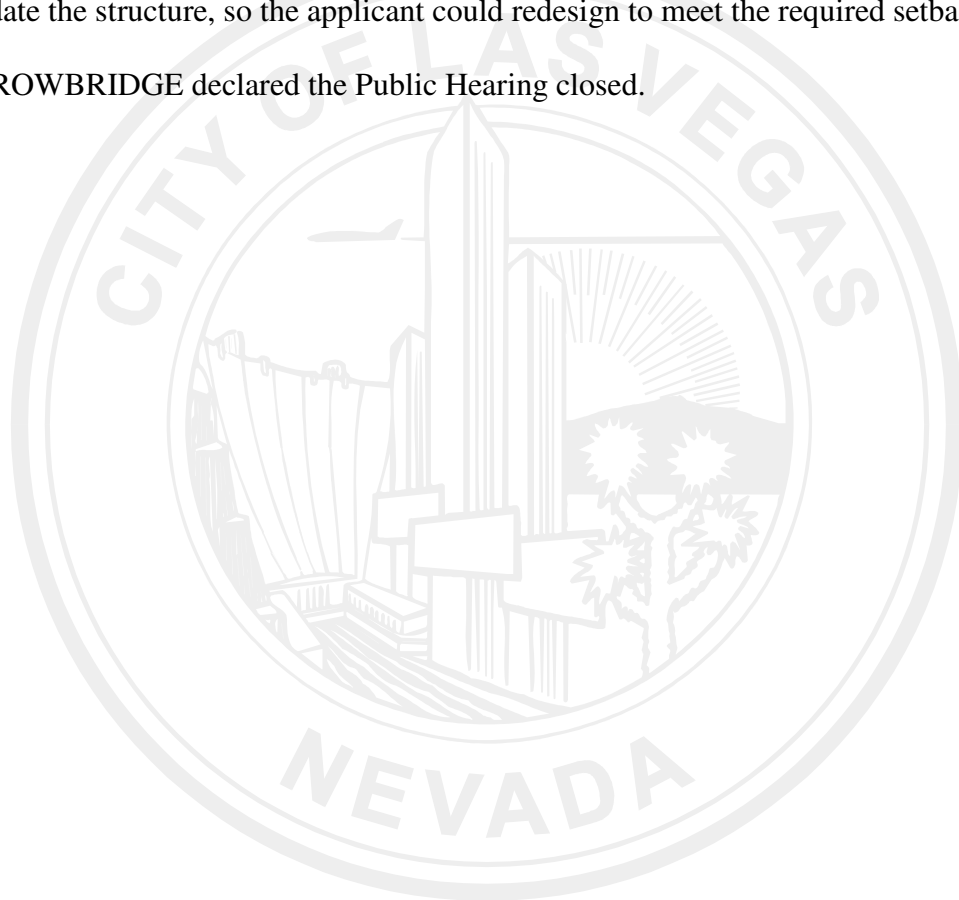 late the structure, so the applicant could redesign to meet the required setba
ROWBRIDGE declared the Public Hearing closed.
CITY OF LAS VEGAS
NEVADA